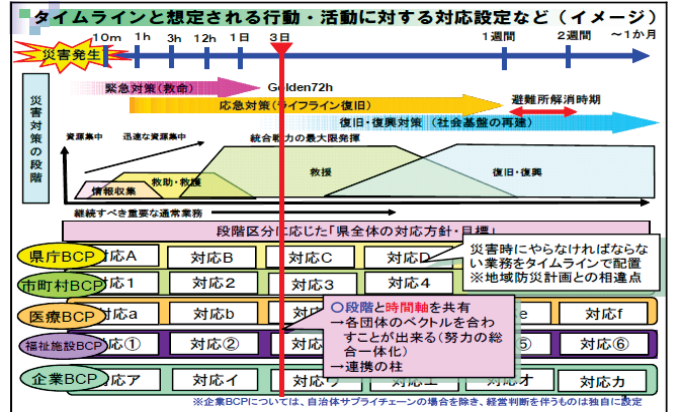 タイムラインと想定される行動・活動に対する対応設定など（イメージ）
10m 1h 3h 12h 1日 3日 1週間 2週間 ～1か月
災害発生
緊急対策(救命) Golden72h
応急対策(ライフライン復旧) 避難所解消時期
復旧・復興対策（社会基盤の再建）
災害対策の段階
資源集中 迅速な資源集中 統合戦力の最大限発揮
情報収集 救助・救護 救援 復旧・復興
継続すべき重要な通常業務
段階区分に応じた「県全体の対応方針・目標」
県庁BCP 対応A 対応B 対応C 対応D
災害時にやらなければならな
い業務をタイムラインで配置
※地域防災計画との相違点
市町村BCP 対応1 対応2 対応3 対応4
医療BCP 対応a 対応b 対応f
〇段階と時間軸を共有
→各団体のベクトルを合わ
すことが出来る（努力の総
合一体化）
→連携の柱
福祉施設BCP 対応① 対応② 対応⑥
企業BCP 対応ア 対応イ 対応ウ 対応エ 対応オ 対応カ
※企業BCPについては、自治体サプライチェーンの場合を除き、経営判断を伴うものは独自に設定